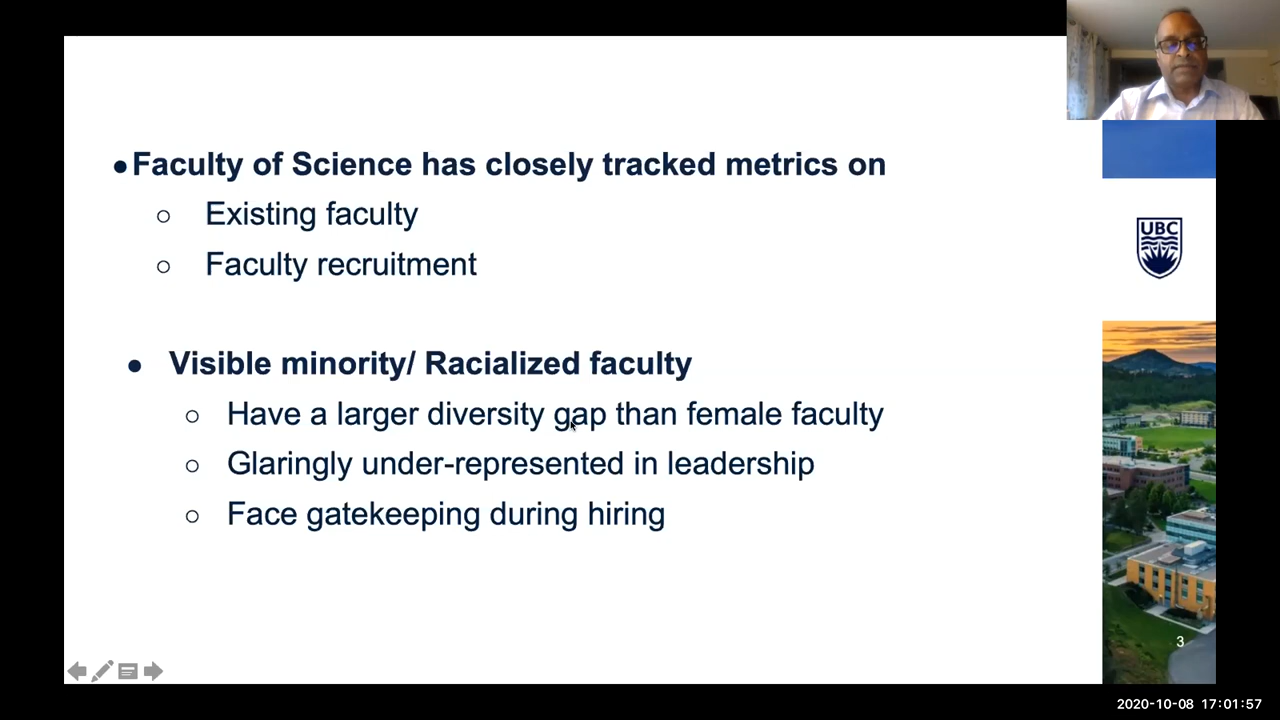 ● Faculty of Science has closely tracked metrics on
○ Existing faculty
○ Faculty recruitment
● Visible minority/ Racialized faculty
○ Have a larger diversity gap than female faculty
○ Glaringly under-represented in leadership
○ Face gatekeeping during hiring
UBC
3
2020-10-08 17:01:57